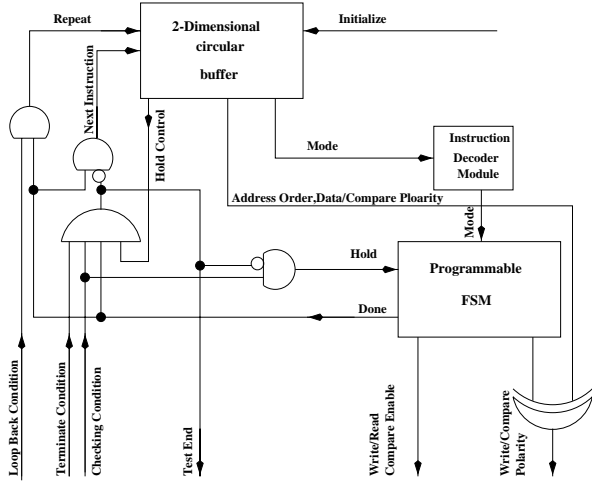 Repeat
2-Dimensional
circular
buffer
Initialize
Next Instruction
Hold Control
Mode
Instruction
Decoder
Module
Address Order,Data/Compare Ploarity
Mode
Hold
Programmable
FSM
Done
Loop Back Condition
Terminate Condition
Checking Condition
Test End
Write/Read
Compare Enable
Write/Compare
Polarity